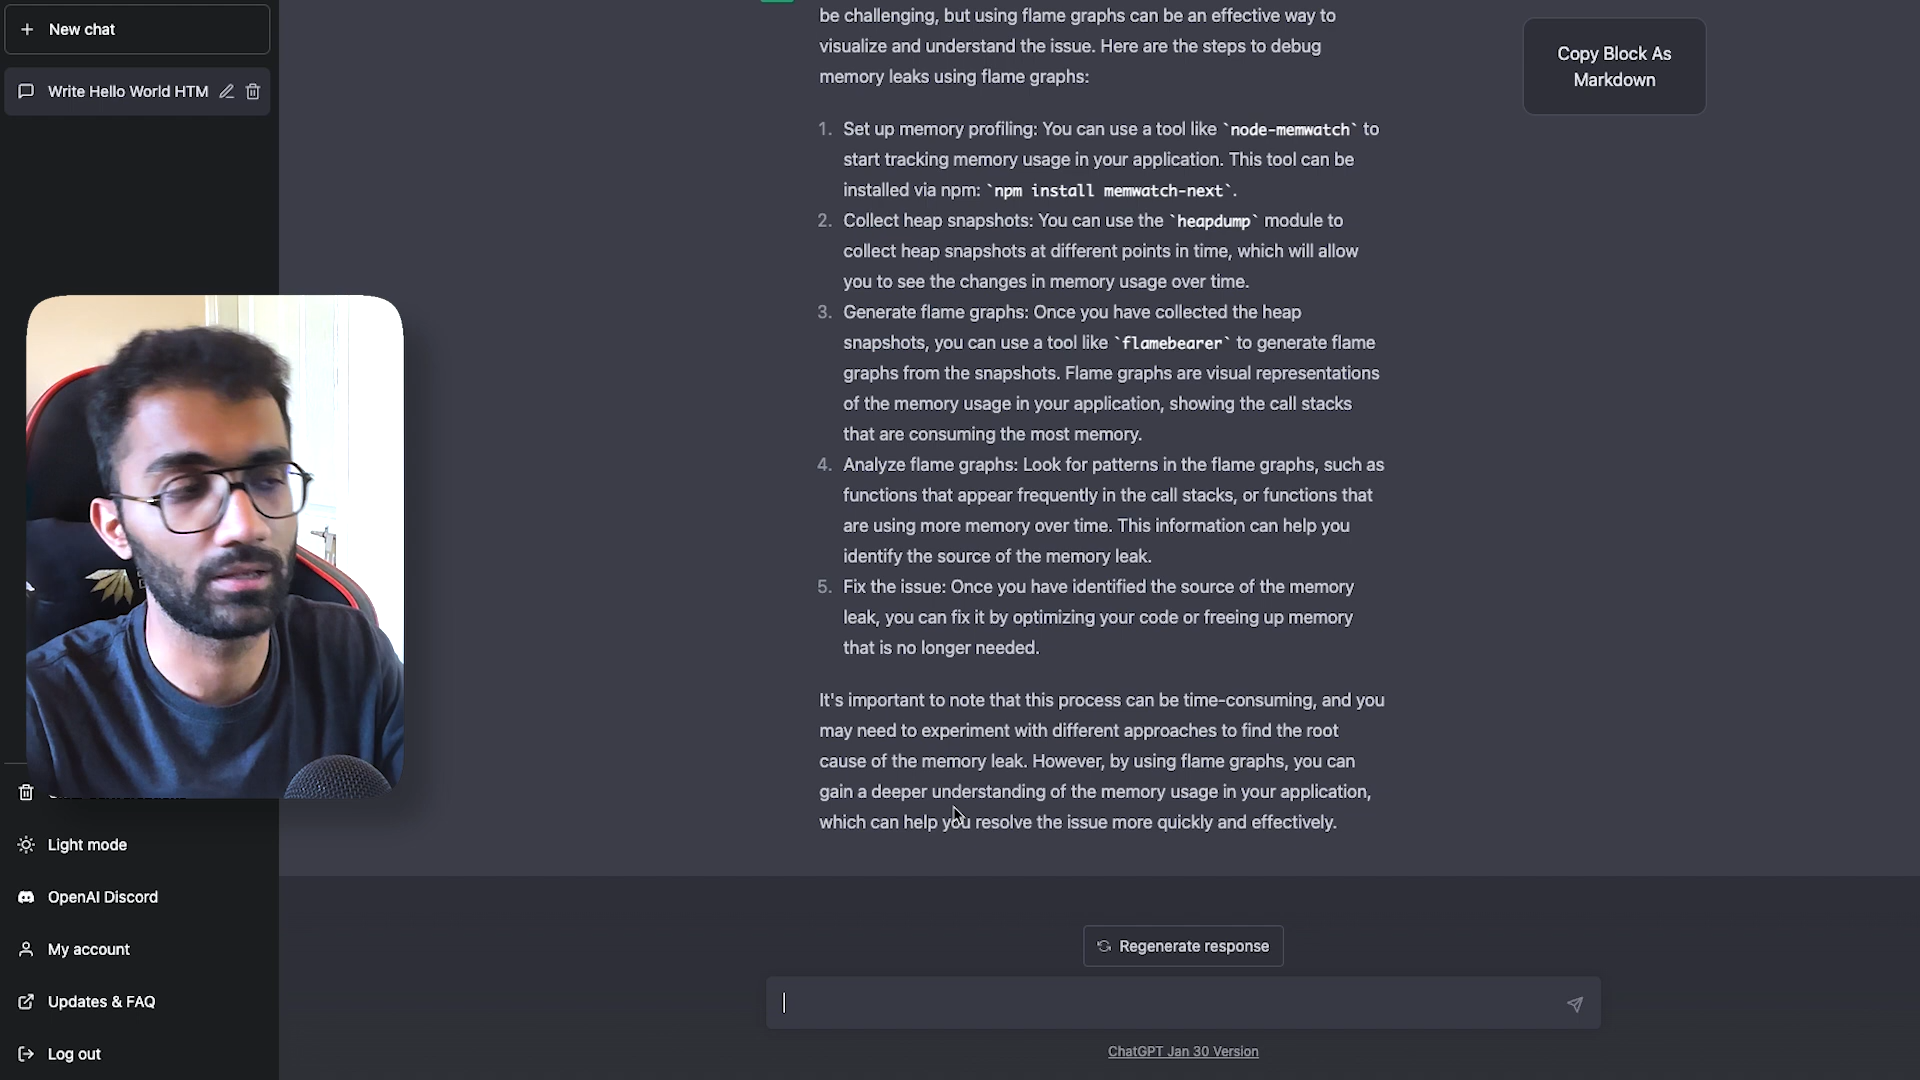 New chat
Write Hello World HTM
Light mode
OpenAI Discord
My account
Updates & FAQ
Log out
be challenging, but using flame graphs can be an effective way to
visualize and understand the issue. Here are the steps to debug
memory leaks using flame graphs:
1. Set up memory profiling: You can use a tool like `node-memwatch` to
start tracking memory usage in your application. This tool can be
installed via npm: `npm install memwatch-next`.
2. Collect heap snapshots: You can use the `heapdump` module to
collect heap snapshots at different points in time, which will allow
you to see the changes in memory usage over time.
3. Generate flame graphs: Once you have collected the heap
snapshots, you can use a tool like `flamebearer` to generate flame
graphs from the snapshots. Flame graphs are visual representations
of the memory usage in your application, showing the call stacks
that are consuming the most memory.
4. Analyze flame graphs: Look for patterns in the flame graphs, such as
functions that appear frequently in the call stacks, or functions that
are using more memory over time. This information can help you
identify the source of the memory leak.
5. Fix the issue: Once you have identified the source of the memory
leak, you can fix it by optimizing your code or freeing up memory
that is no longer needed.
It's important to note that this process can be time-consuming, and you
may need to experiment with different approaches to find the root
cause of the memory leak. However, by using flame graphs, you can
gain a deeper understanding of the memory usage in your application,
which can help you resolve the issue more quickly and effectively.
Copy Block As
Markdown
Regenerate response
ChatGPT Jan 30 Version